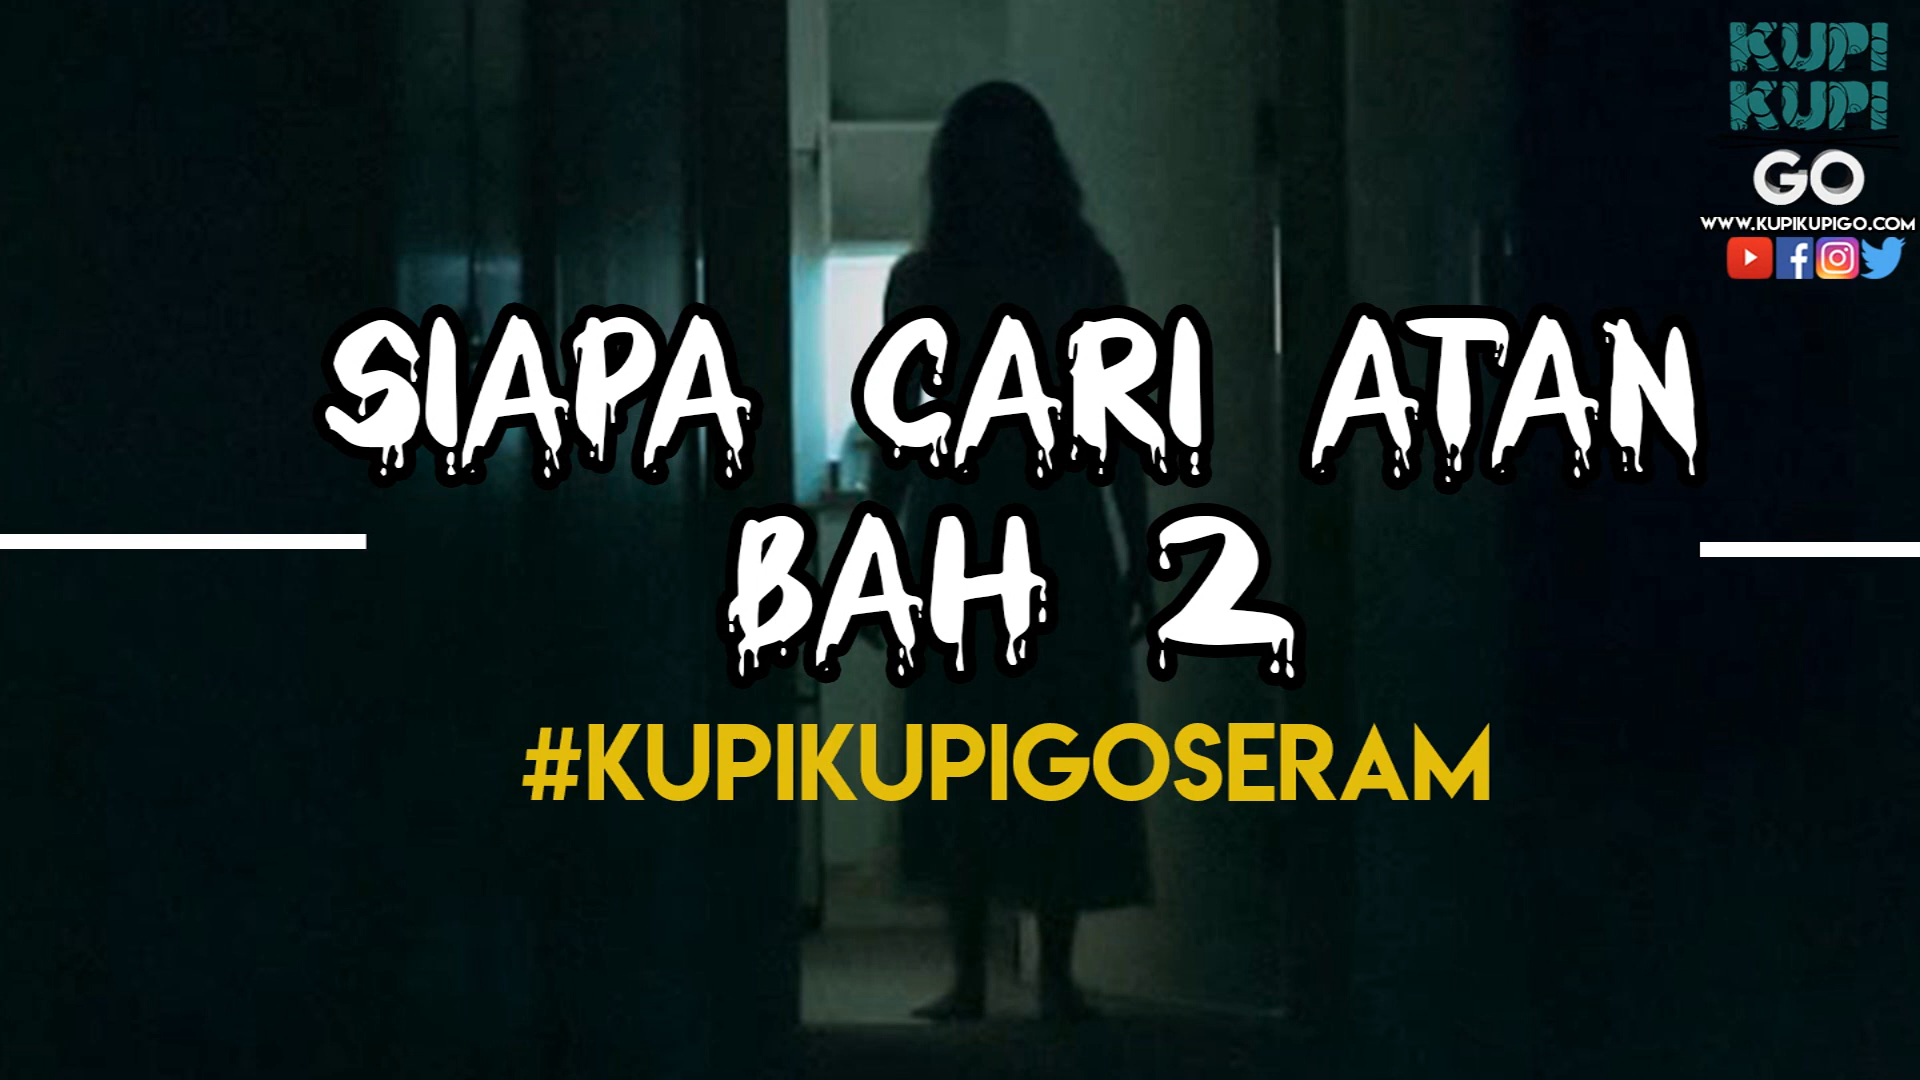 KUPI
KUPI
GO
WWW.KUPIKUPIGO.COM
SIAPA CARI ATAN
BAH 2
#KUPIKUPIGOSERAM